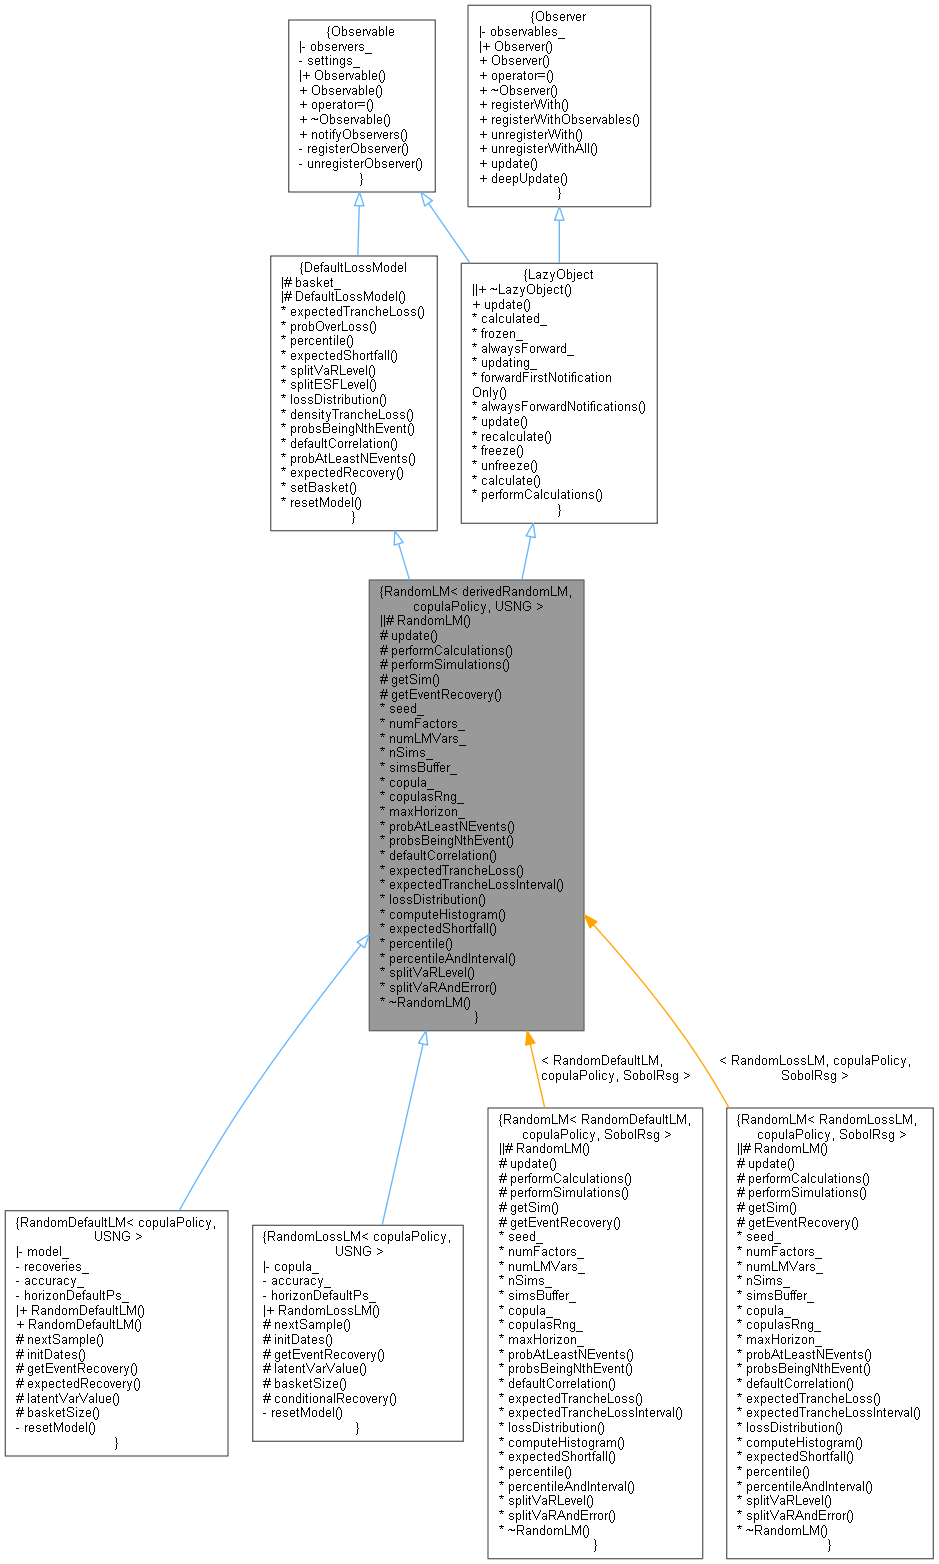 {Observable
|- observers_
- settings_
|+ Observable()
+ Observable()
+ operator=()
+ ~Observable()
+ notifyObservers()
- registerObserver()
- unregisterObserver()
}
{Observer
|- observables_
|+ Observer()
+ Observer()
+ operator=()
+ ~Observer()
+ registerWith()
+ registerWithObservables()
+ unregisterWith()
+ unregisterWithAll()
+ update()
+ deepUpdate()
}
{DefaultLossModel
|# basket_
|# DefaultLossModel()
* expectedTrancheLoss()
* probOverLoss()
* percentile()
* expectedShortfall()
* splitVaRLevel()
* splitESFLevel()
* lossDistribution()
* densityTrancheLoss()
* probsBeingNthEvent()
* defaultCorrelation()
* probAtLeastNEvents()
* expectedRecovery()
* setBasket()
* resetModel()
}
{LazyObject
||+ ~LazyObject()
+ update()
* calculated_
* frozen_
* alwaysForward_
* updating_
* forwardFirstNotification
Only()
* alwaysForwardNotifications()
* update()
* recalculate()
* freeze()
* unfreeze()
* calculate()
* performCalculations()
}
{RandomLM< derivedRandomLM,
copulaPolicy, USNG >
||# RandomLM()
# update()
# performCalculations()
# performSimulations()
# getSim()
# getEventRecovery()
* seed_
* numFactors_
* numLMVars_
* nSims_
* simsBuffer_
* copula_
* copulasRng_
* maxHorizon_
* probAtLeastNEvents()
* probsBeingNthEvent()
* defaultCorrelation()
* expectedTrancheLoss()
* expectedTrancheLossInterval()
* lossDistribution()
* computeHistogram()
* expectedShortfall()
* percentile()
* percentileAndInterval()
* splitVaRLevel()
* splitVaRAndError()
* ~RandomLM()
}
< RandomDefaultLM,
copulaPolicy, SobolRsg >
< RandomLossLM, copulaPolicy,
SobolRsg >
{RandomDefaultLM< copulaPolicy,
USNG >
|- model_
- recoveries_
- accuracy_
- horizonDefaultPs_
|+ RandomDefaultLM()
+ RandomDefaultLM()
# nextSample()
# initDates()
# getEventRecovery()
# expectedRecovery()
# latentVarValue()
# basketSize()
- resetModel()
}
{RandomLossLM< copulaPolicy,
USNG >
|- copula_
- accuracy_
- horizonDefaultPs_
|+ RandomLossLM()
# nextSample()
# initDates()
# getEventRecovery()
# latentVarValue()
# basketSize()
# conditionalRecovery()
- resetModel()
}
{RandomLM< RandomDefaultLM,
copulaPolicy, SobolRsg >
||# RandomLM()
# update()
# performCalculations()
# performSimulations()
# getSim()
# getEventRecovery()
* seed_
* numFactors_
* numLMVars_
* nSims_
* simsBuffer_
* copula_
* copulasRng_
* maxHorizon_
* probAtLeastNEvents()
* probsBeingNthEvent()
* defaultCorrelation()
* expectedTrancheLoss()
* expectedTrancheLossInterval()
* lossDistribution()
* computeHistogram()
* expectedShortfall()
* percentile()
* percentileAndInterval()
* splitVaRLevel()
* splitVaRAndError()
* ~RandomLM()
}
{RandomLM< RandomLossLM,
copulaPolicy, SobolRsg >
||# RandomLM()
# update()
# performCalculations()
# performSimulations()
# getSim()
# getEventRecovery()
* seed_
* numFactors_
* numLMVars_
* nSims_
* simsBuffer_
* copula_
* copulasRng_
* maxHorizon_
* probAtLeastNEvents()
* probsBeingNthEvent()
* defaultCorrelation()
* expectedTrancheLoss()
* expectedTrancheLossInterval()
* lossDistribution()
* computeHistogram()
* expectedShortfall()
* percentile()
* percentileAndInterval()
* splitVaRLevel()
* splitVaRAndError()
* ~RandomLM()
}